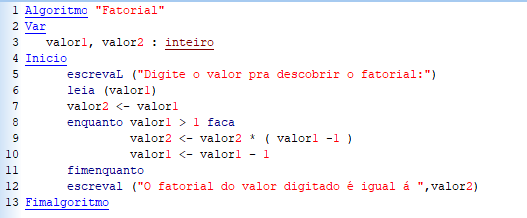 1 Algoritmo "Fatorial"
2 Var
3 valor1, valor2 : inteiro
4 Inicio
5 escrevaL ("Digite o valor pra descobrir o fatorial:")
6 leia (valor1)
7 valor2 <- valor1
8 enquanto valor1 > 1 faca
9 valor2 <- valor2 * ( valor1 -1 )
10 valor1 <- valor1 - 1
11 fimenquanto
12 escreval ("O fatorial do valor digitado é igual á ",valor2)
13 Fimalgoritmo